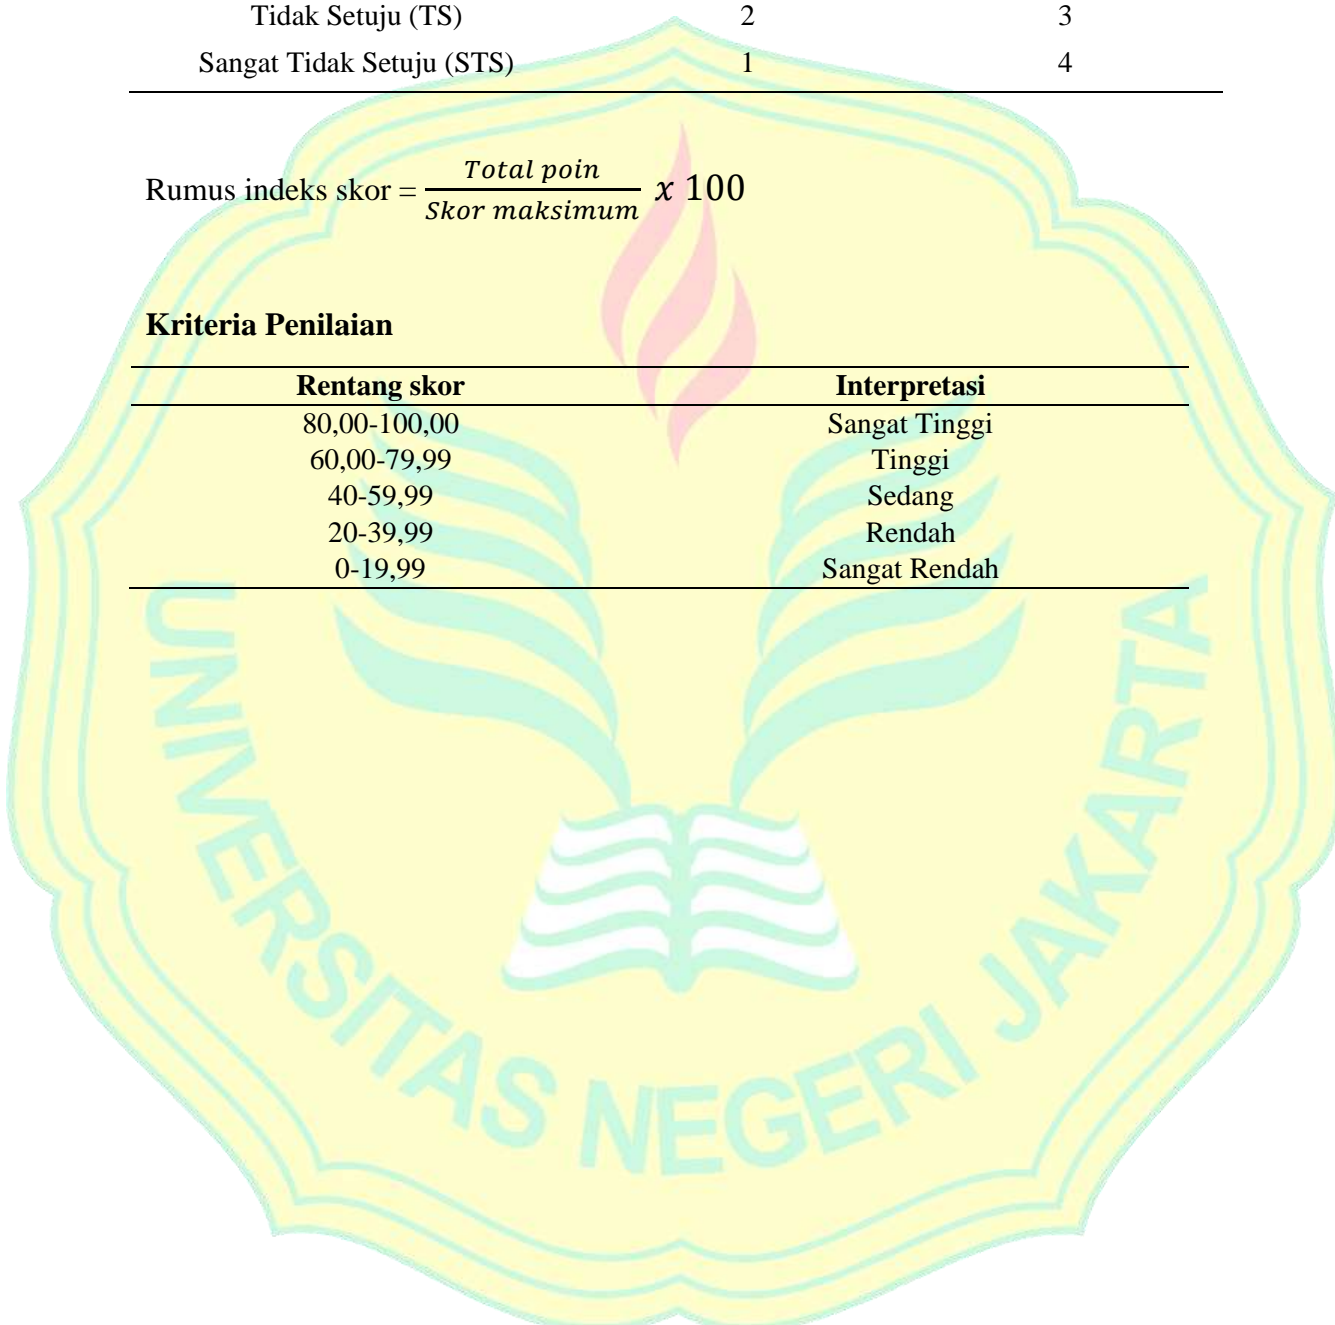 Tidak Setuju (TS) 2 3
Sangat Tidak Setuju (STS) 1 4
Rumus indeks skor = Total poin / Skor maksimum x 100
Kriteria Penilaian
Rentang skor Interpretasi
80,00-100,00 Sangat Tinggi
60,00-79,99 Tinggi
40-59,99 Sedang
20-39,99 Rendah
0-19,99 Sangat Rendah
UNIVERSITAS NEGERI JAKARTA